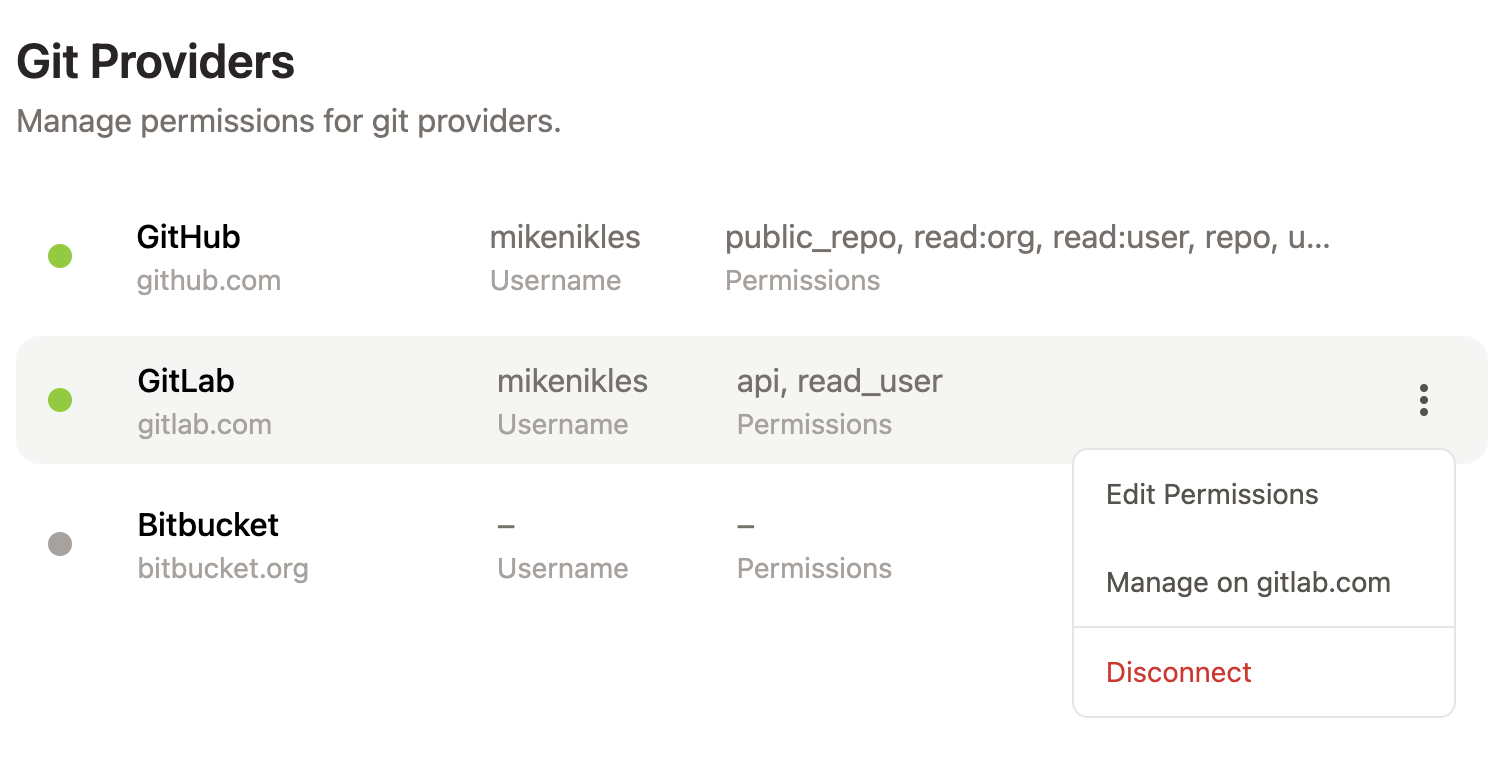 Git Providers
Manage permissions for git providers.
GitHub
mikenikles
public_repo, read:org, read:user, repo, u...
github.com
Username
Permissions
GitLab
mikenikles
api, read_user
gitlab.com
Username
Permissions
Bitbucket
–
–
bitbucket.org
Username
Permissions
Edit Permissions
Manage on gitlab.com
Disconnect